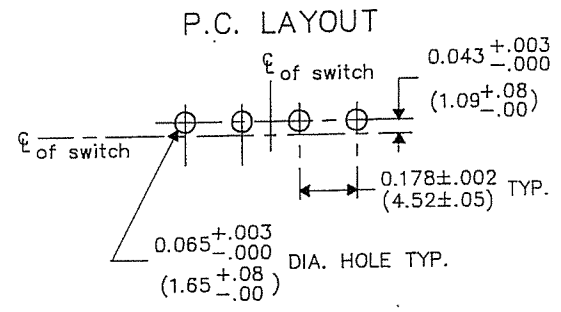 P.C. LAYOUT
℄ of switch
0.043 +.003 -.000
(1.09 +.08 -.00)
℄ of switch
0.178±.002 TYP.
(4.52±.05)
0.065 +.003 -.000 DIA. HOLE TYP.
(1.65 +.08 -.00)